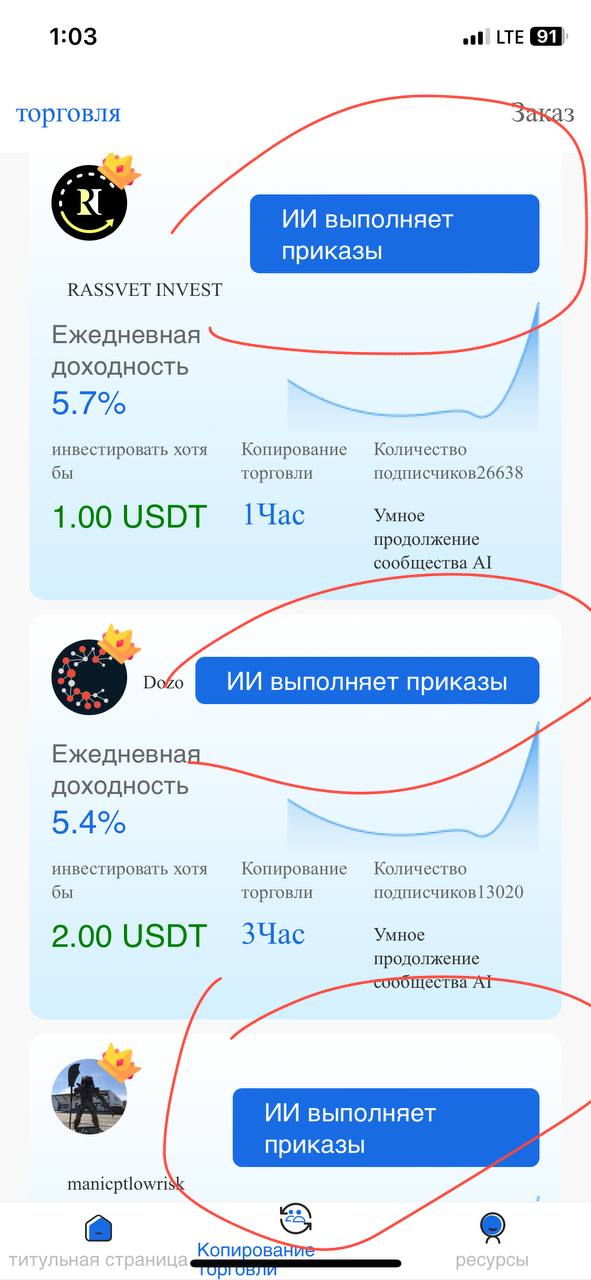 1:03
LTE 91
торговля
Заказ
RI
ИИ выполняет
приказы
RASSVET INVEST
Ежедневная
доходность
5.7%
инвестировать хотя
бы
1.00 USDT
Копирование
торговли
1Час
Количество
подписчиков26638
Умное
продолжение
сообщества AI
Dozo
ИИ выполняет приказы
Ежедневная
доходность
5.4%
инвестировать хотя
бы
2.00 USDT
Копирование
торговли
3Час
Количество
подписчиков13020
Умное
продолжение
сообщества AI
ИИ выполняет
приказы
manicptlowrisk
титульная страница
Копирование
торговли
ресурсы